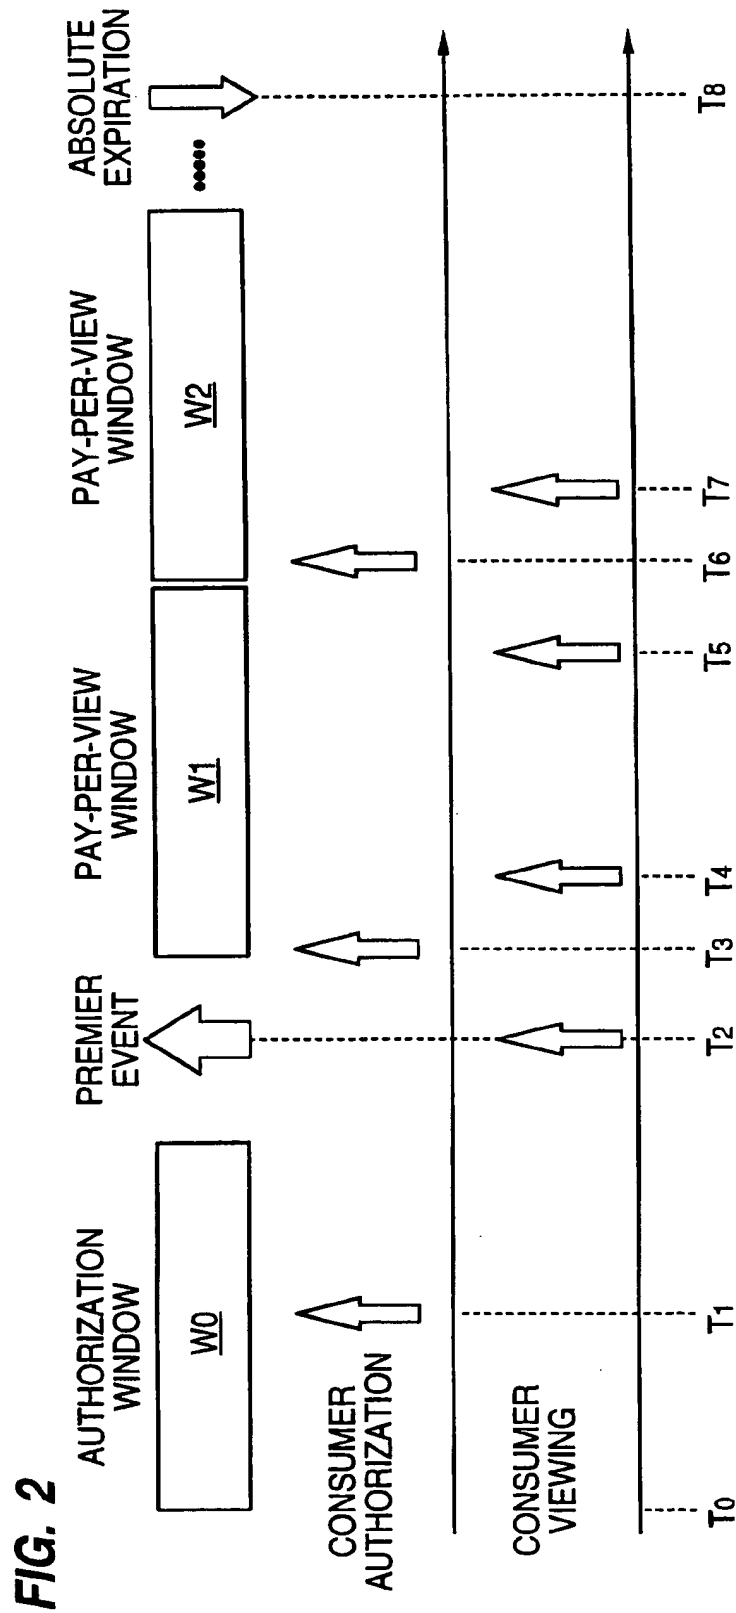 FIG. 2
AUTHORIZATION
WINDOW
PREMIER
EVENT
PAY-PER-VIEW
WINDOW
PAY-PER-VIEW
WINDOW
ABSOLUTE
EXPIRATION
W0
W1
W2
CONSUMER
AUTHORIZATION
CONSUMER
VIEWING
T0
T1
T2
T3
T4
T5
T6
T7
T8